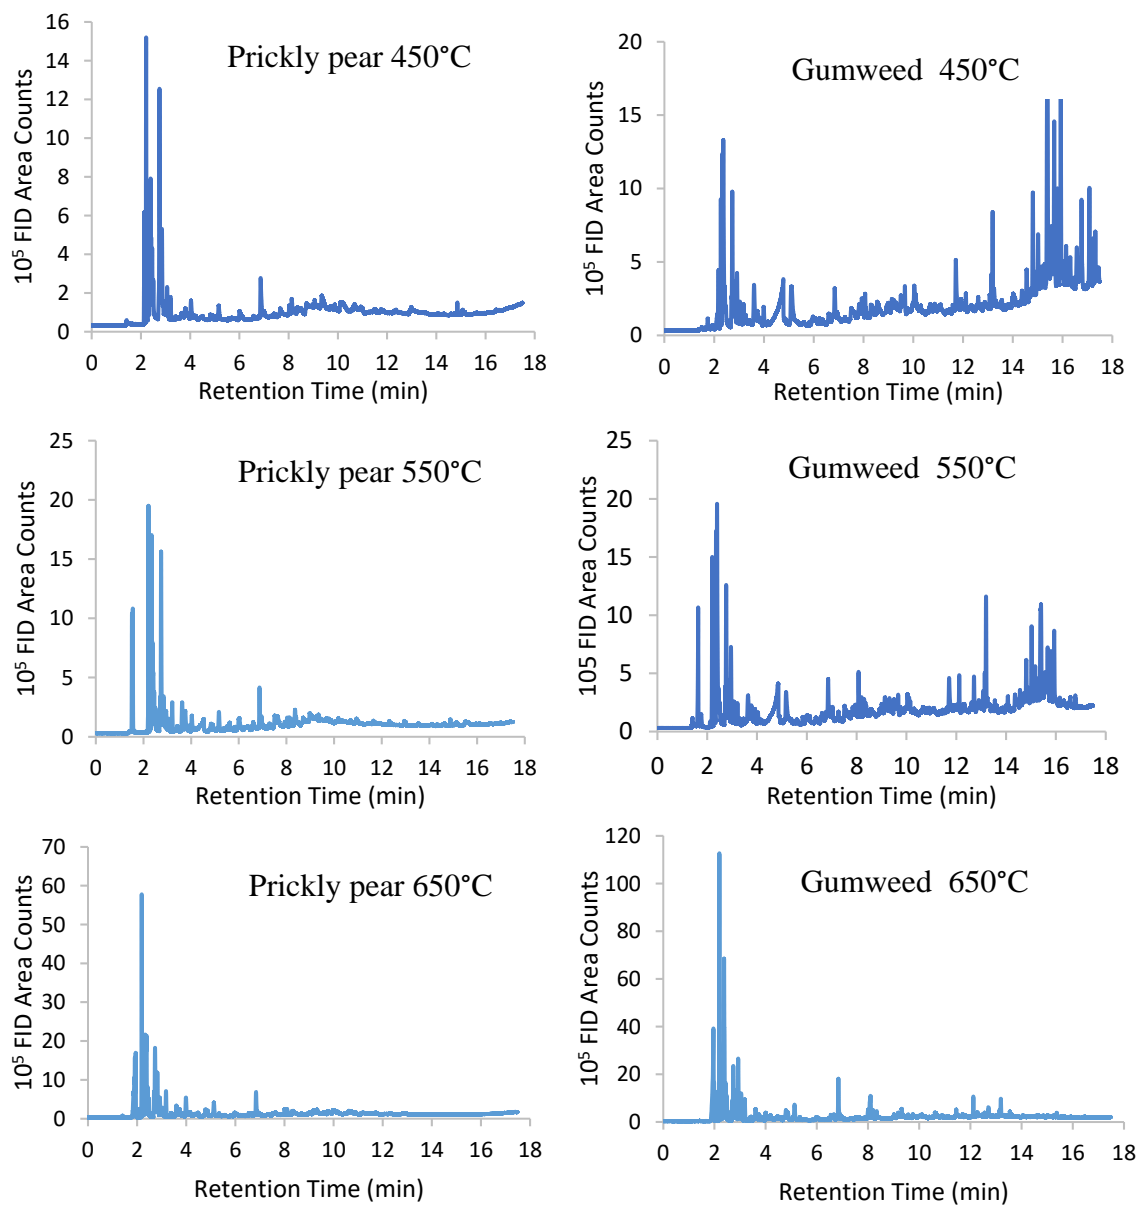 Prickly pear 450°C
10⁵ FID Area Counts
16
14
12
10
8
6
4
2
0
0 2 4 6 8 10 12 14 16 18
Retention Time (min)
Gumweed 450°C
10⁵ FID Area Counts
20
15
10
5
0
0 2 4 6 8 10 12 14 16 18
Retention Time (min)
Prickly pear 550°C
10⁵ FID Area Counts
25
20
15
10
5
0
0 2 4 6 8 10 12 14 16 18
Retention Time (min)
Gumweed 550°C
105 FID Area Counts
25
20
15
10
5
0
0 2 4 6 8 10 12 14 16 18
Retention Time (min)
Prickly pear 650°C
10⁵ FID Area Counts
70
60
50
40
30
20
10
0
0 2 4 6 8 10 12 14 16 18
Retention Time (min)
Gumweed 650°C
10⁵ FID Area Counts
120
100
80
60
40
20
0
0 2 4 6 8 10 12 14 16 18
Retention Time (min)